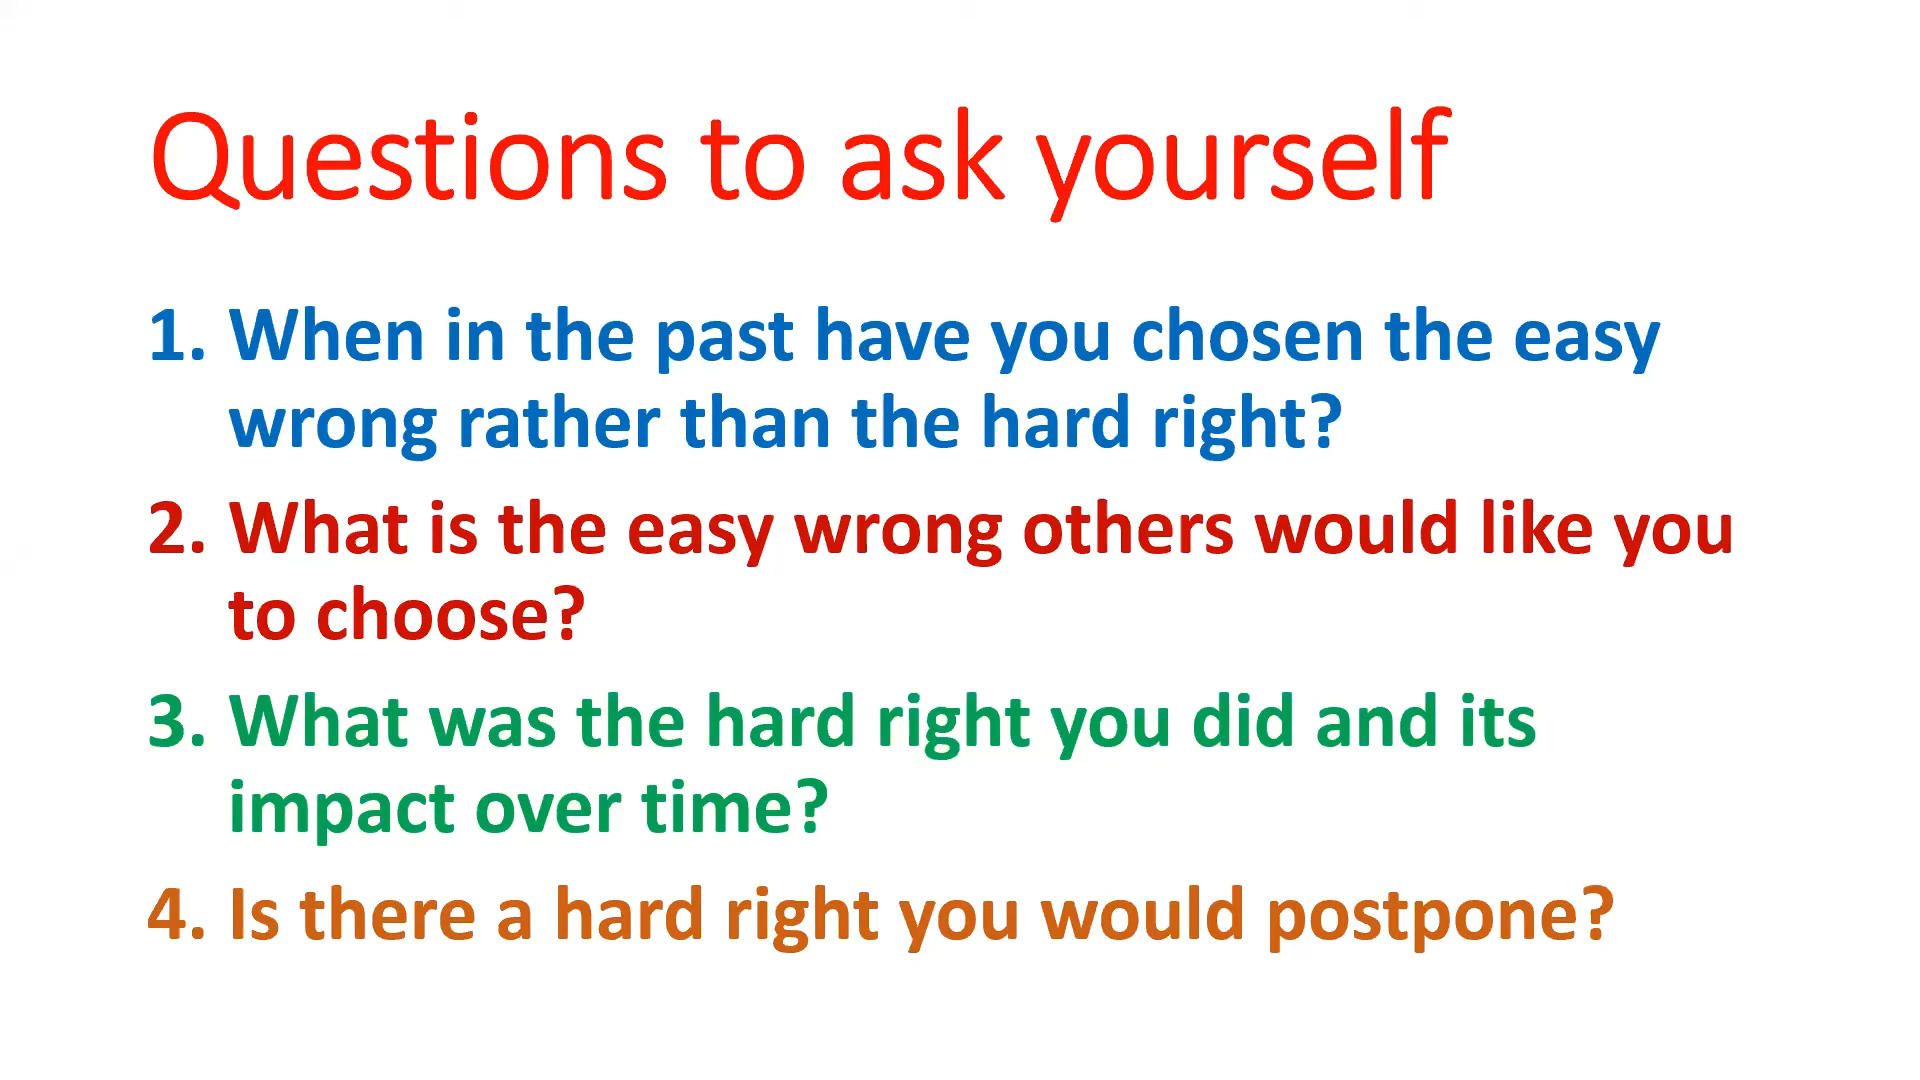 Questions to ask yourself
1. When in the past have you chosen the easy
wrong rather than the hard right?
2. What is the easy wrong others would like you
to choose?
3. What was the hard right you did and its
impact over time?
4. Is there a hard right you would postpone?